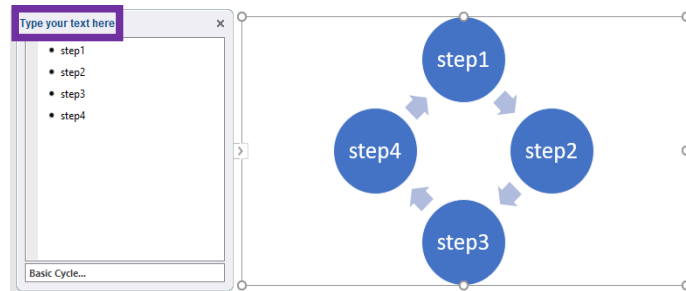 Type your text here
step1
step2
step3
step4
Basic Cycle...
step1
step4
step2
step3